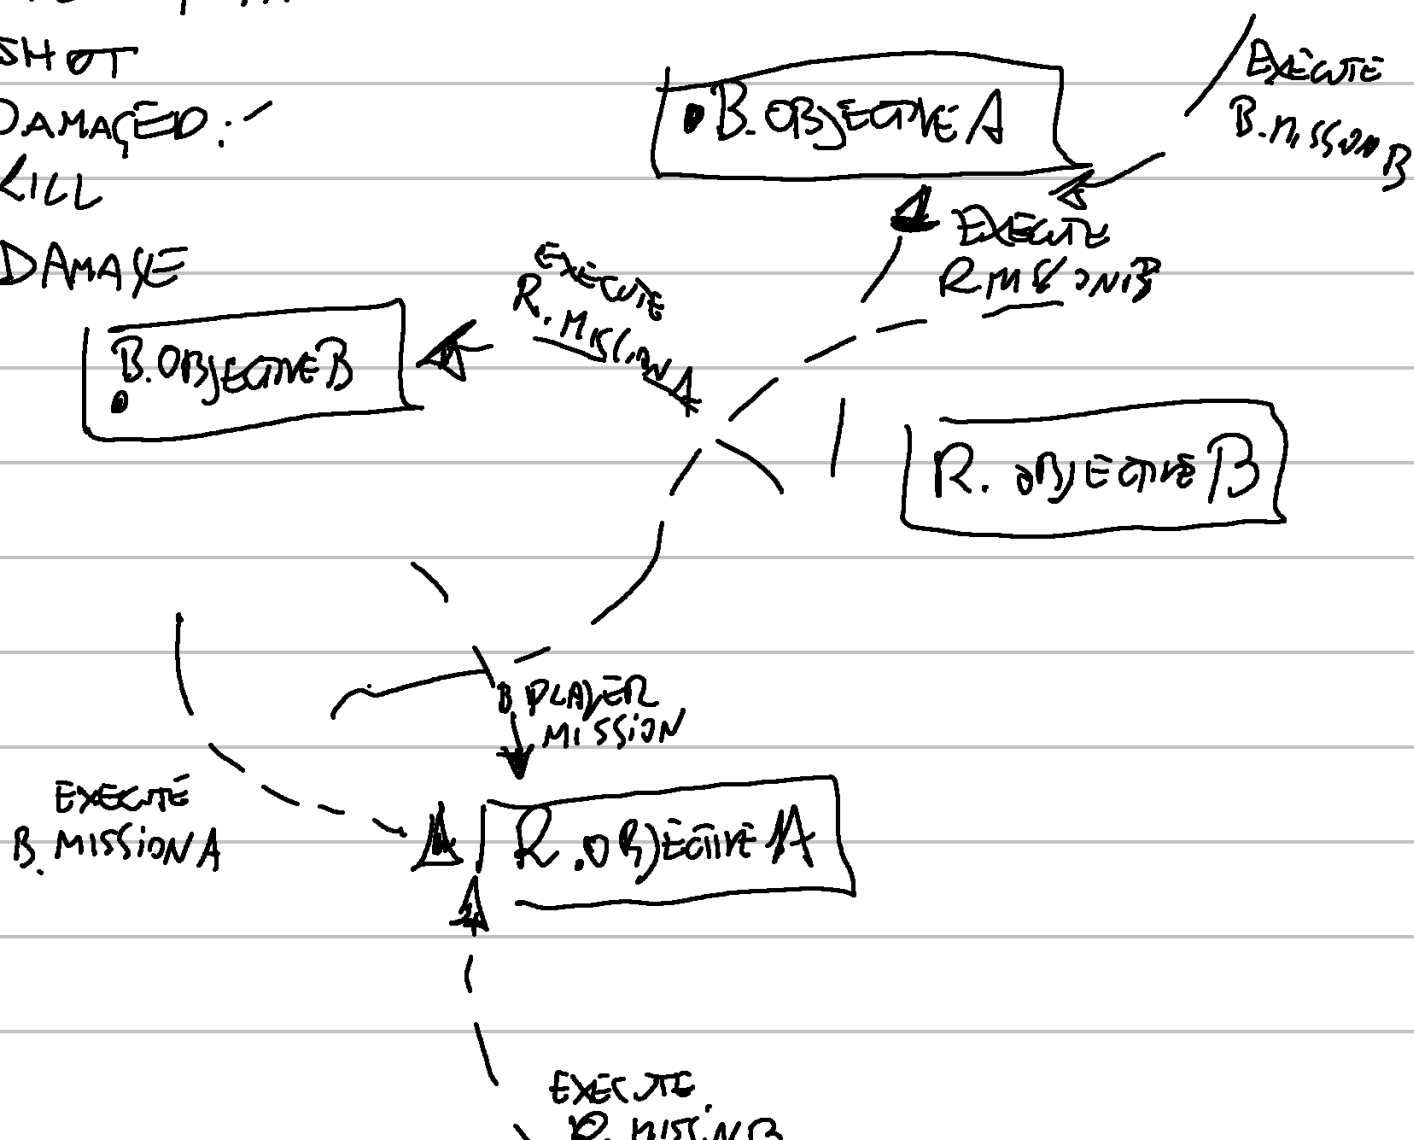 SHOT
DAMAGED:
KILL
DAMAGE
B.OBJECTIVE A
EXECUTE
B.MISSION B
EXECUTE
R.MISSION B
EXECUTE
R.MISSION A
B.OBJECTIVE B
R. OBJECTIVE B
B PLAYER
MISSION
EXECUTE
B. MISSION A
R.OBJECTIVE A
EXECUTE